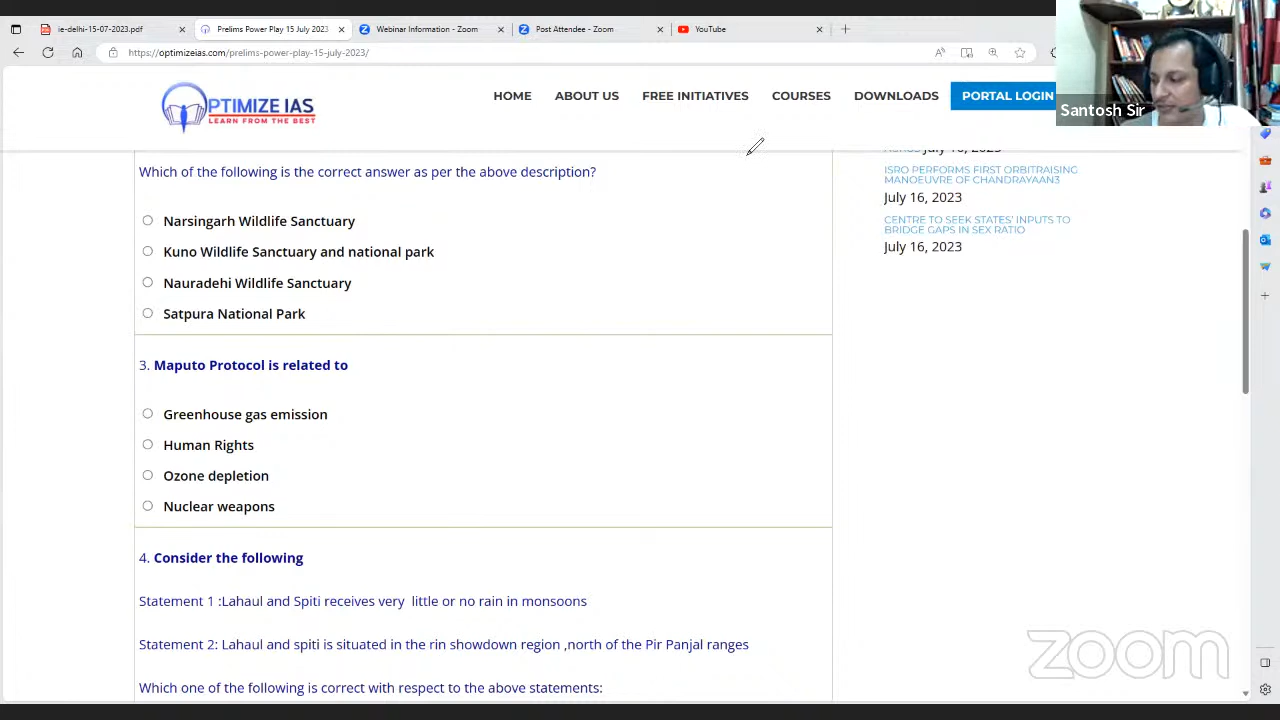 ie-delhi-15-07-2023.pdf
Prelims Power Play 15 July 2023
Webinar Information - Zoom
Post Attendee - Zoom
YouTube
https://optimizeias.com/prelims-power-play-15-july-2023/
Santosh Sir
OPTIMIZE IAS
LEARN FROM THE BEST
HOME
ABOUT US
FREE INITIATIVES
COURSES
DOWNLOADS
PORTAL LOGIN
July 16, 2023
ISRO PERFORMS FIRST ORBITRAISING
MANOEUVRE OF CHANDRAYAAN3
July 16, 2023
CENTRE TO SEEK STATES' INPUTS TO
BRIDGE GAPS IN SEX RATIO
July 16, 2023
Which of the following is the correct answer as per the above description?
Narsingarh Wildlife Sanctuary
Kuno Wildlife Sanctuary and national park
Nauradehi Wildlife Sanctuary
Satpura National Park
3. Maputo Protocol is related to
Greenhouse gas emission
Human Rights
Ozone depletion
Nuclear weapons
4. Consider the following
Statement 1 :Lahaul and Spiti receives very little or no rain in monsoons
Statement 2: Lahaul and spiti is situated in the rin showdown region ,north of the Pir Panjal ranges
Which one of the following is correct with respect to the above statements:
zoom